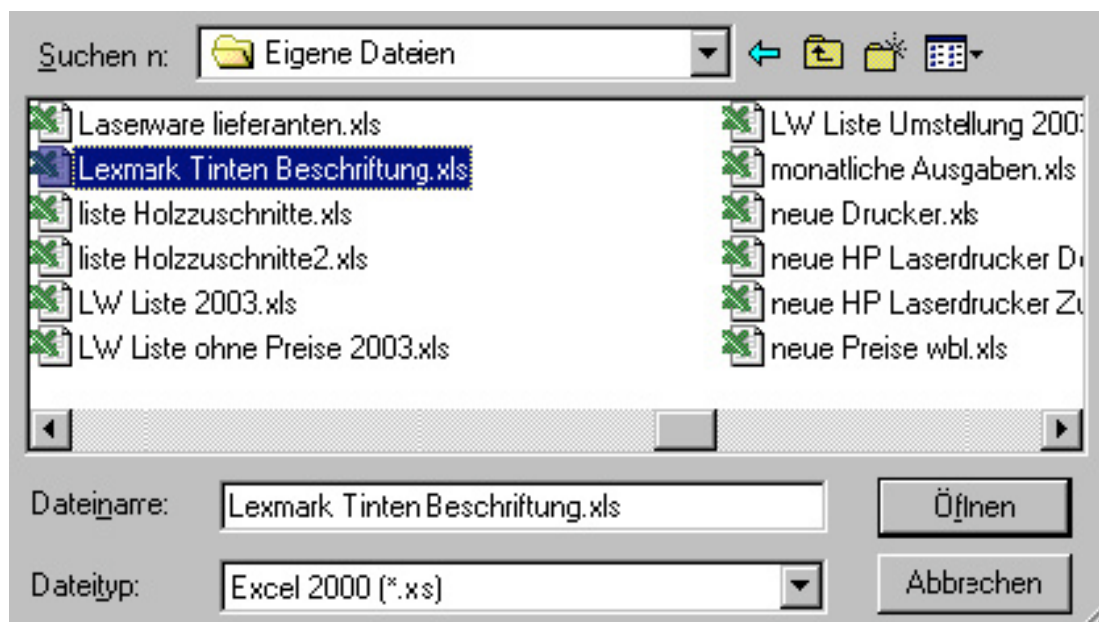 Suchen n: Eigene Dateien
Laserware lieferanten.xls
Lexmark Tinten Beschriftung.xls
liste Holzzuschnitte.xls
liste Holzzuschnitte2.xls
LW Liste 2003.xls
LW Liste ohne Preise 2003.xls
LW Liste Umstellung 200
monatliche Ausgaben.xls
neue Drucker.xls
neue HP Laserdrucker D
neue HP Laserdrucker Zu
neue Preise wbl.xls
Dateiname: Lexmark Tinten Beschriftung.xls Öffnen
Dateityp: Excel 2000 (*.xs) Abbrechen